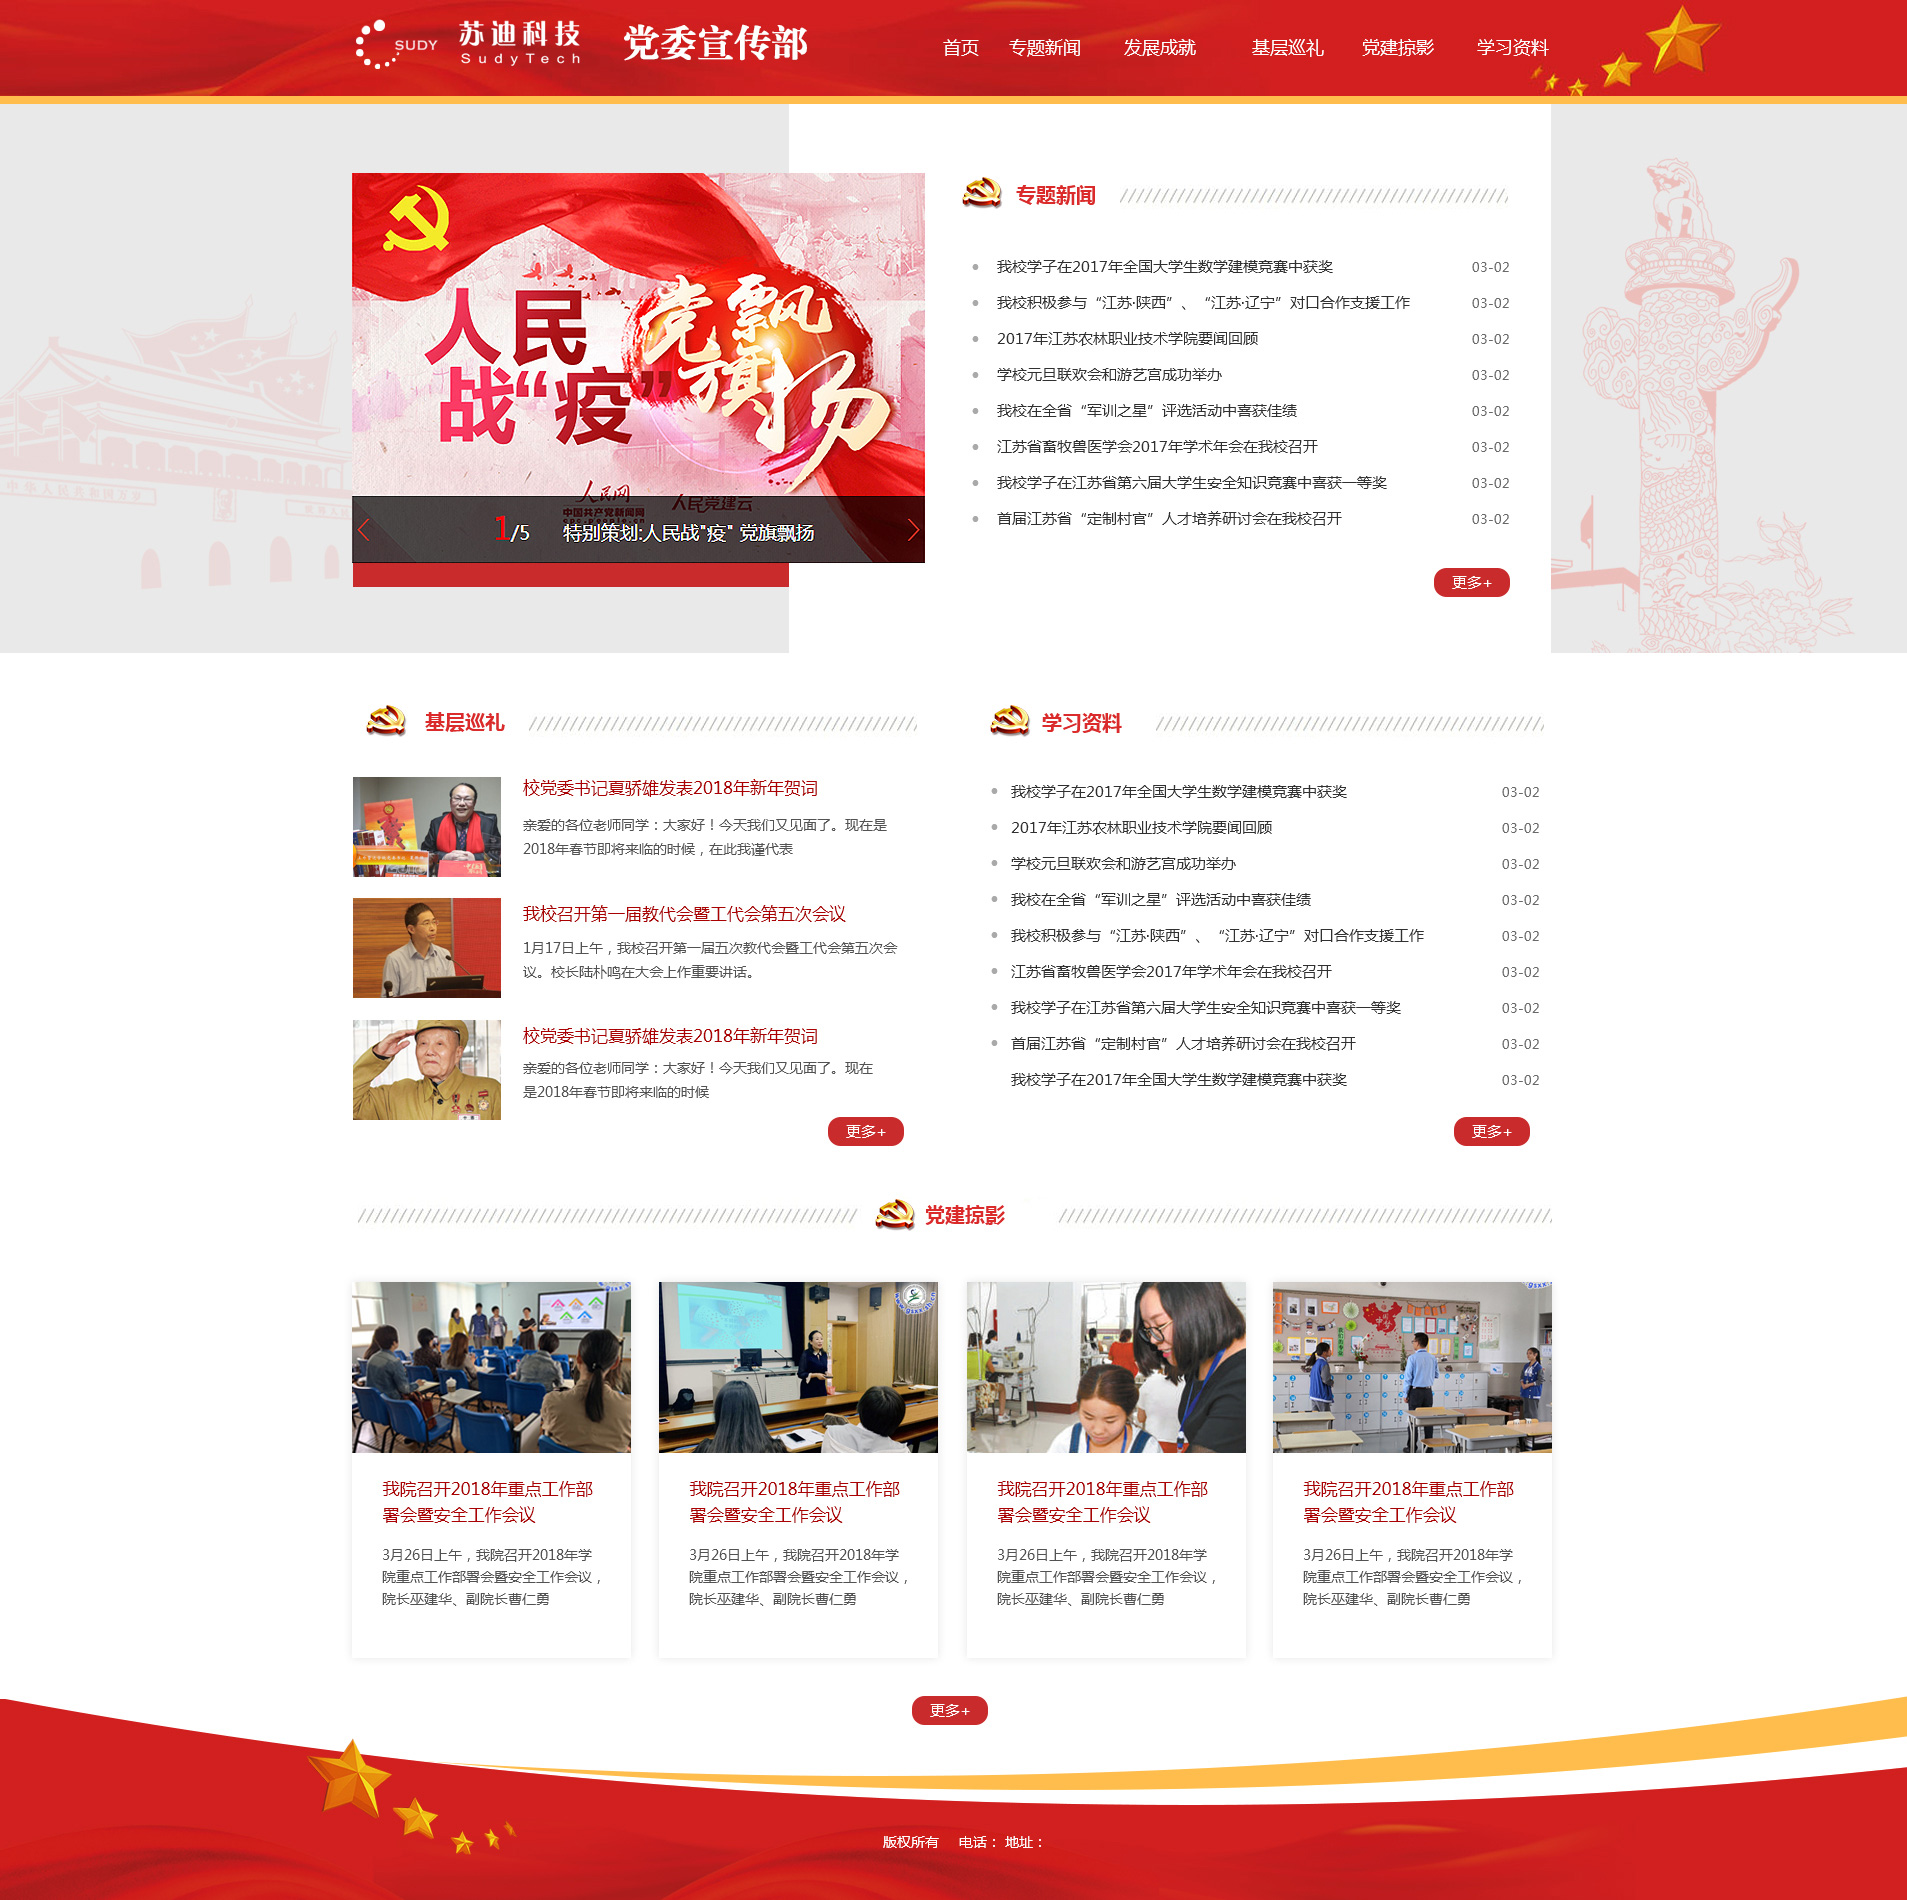 SUDY
苏迪科技
SudyTech
党委宣传部
首页
专题新闻
发展成就
基层巡礼
党建掠影
学习资料
人民
战“疫”
党旗飘扬
人民网
人民党建云
中国共产党新闻网
cpc.people.cn
1/5
特别策划:人民战"疫" 党旗飘扬
专题新闻
我校学子在2017年全国大学生数学建模竞赛中获奖 03-02
我校积极参与“江苏·陕西”、“江苏·辽宁”对口合作支援工作 03-02
2017年江苏农林职业技术学院要闻回顾 03-02
学校元旦联欢会和游艺宫成功举办 03-02
我校在全省“军训之星”评选活动中喜获佳绩 03-02
江苏省畜牧兽医学会2017年学术年会在我校召开 03-02
我校学子在江苏省第六届大学生安全知识竞赛中喜获一等奖 03-02
首届江苏省“定制村官”人才培养研讨会在我校召开 03-02
更多+
基层巡礼
校党委书记夏骄雄发表2018年新年贺词
亲爱的各位老师同学：大家好！今天我们又见面了。现在是
2018年春节即将来临的时候，在此我谨代表
我校召开第一届教代会暨工代会第五次会议
1月17日上午，我校召开第一届五次教代会暨工代会第五次会
议。校长陆朴鸣在大会上作重要讲话。
校党委书记夏骄雄发表2018年新年贺词
亲爱的各位老师同学：大家好！今天我们又见面了。现在
是2018年春节即将来临的时候
更多+
学习资料
我校学子在2017年全国大学生数学建模竞赛中获奖 03-02
2017年江苏农林职业技术学院要闻回顾 03-02
学校元旦联欢会和游艺宫成功举办 03-02
我校在全省“军训之星”评选活动中喜获佳绩 03-02
我校积极参与“江苏·陕西”、“江苏·辽宁”对口合作支援工作 03-02
江苏省畜牧兽医学会2017年学术年会在我校召开 03-02
我校学子在江苏省第六届大学生安全知识竞赛中喜获一等奖 03-02
首届江苏省“定制村官”人才培养研讨会在我校召开 03-02
我校学子在2017年全国大学生数学建模竞赛中获奖 03-02
更多+
党建掠影
我院召开2018年重点工作部
署会暨安全工作会议
3月26日上午，我院召开2018年学
院重点工作部署会暨安全工作会议，
院长巫建华、副院长曹仁勇
我院召开2018年重点工作部
署会暨安全工作会议
3月26日上午，我院召开2018年学
院重点工作部署会暨安全工作会议，
院长巫建华、副院长曹仁勇
我院召开2018年重点工作部
署会暨安全工作会议
3月26日上午，我院召开2018年学
院重点工作部署会暨安全工作会议，
院长巫建华、副院长曹仁勇
我院召开2018年重点工作部
署会暨安全工作会议
3月26日上午，我院召开2018年学
院重点工作部署会暨安全工作会议，
院长巫建华、副院长曹仁勇
更多+
版权所有 电话： 地址：